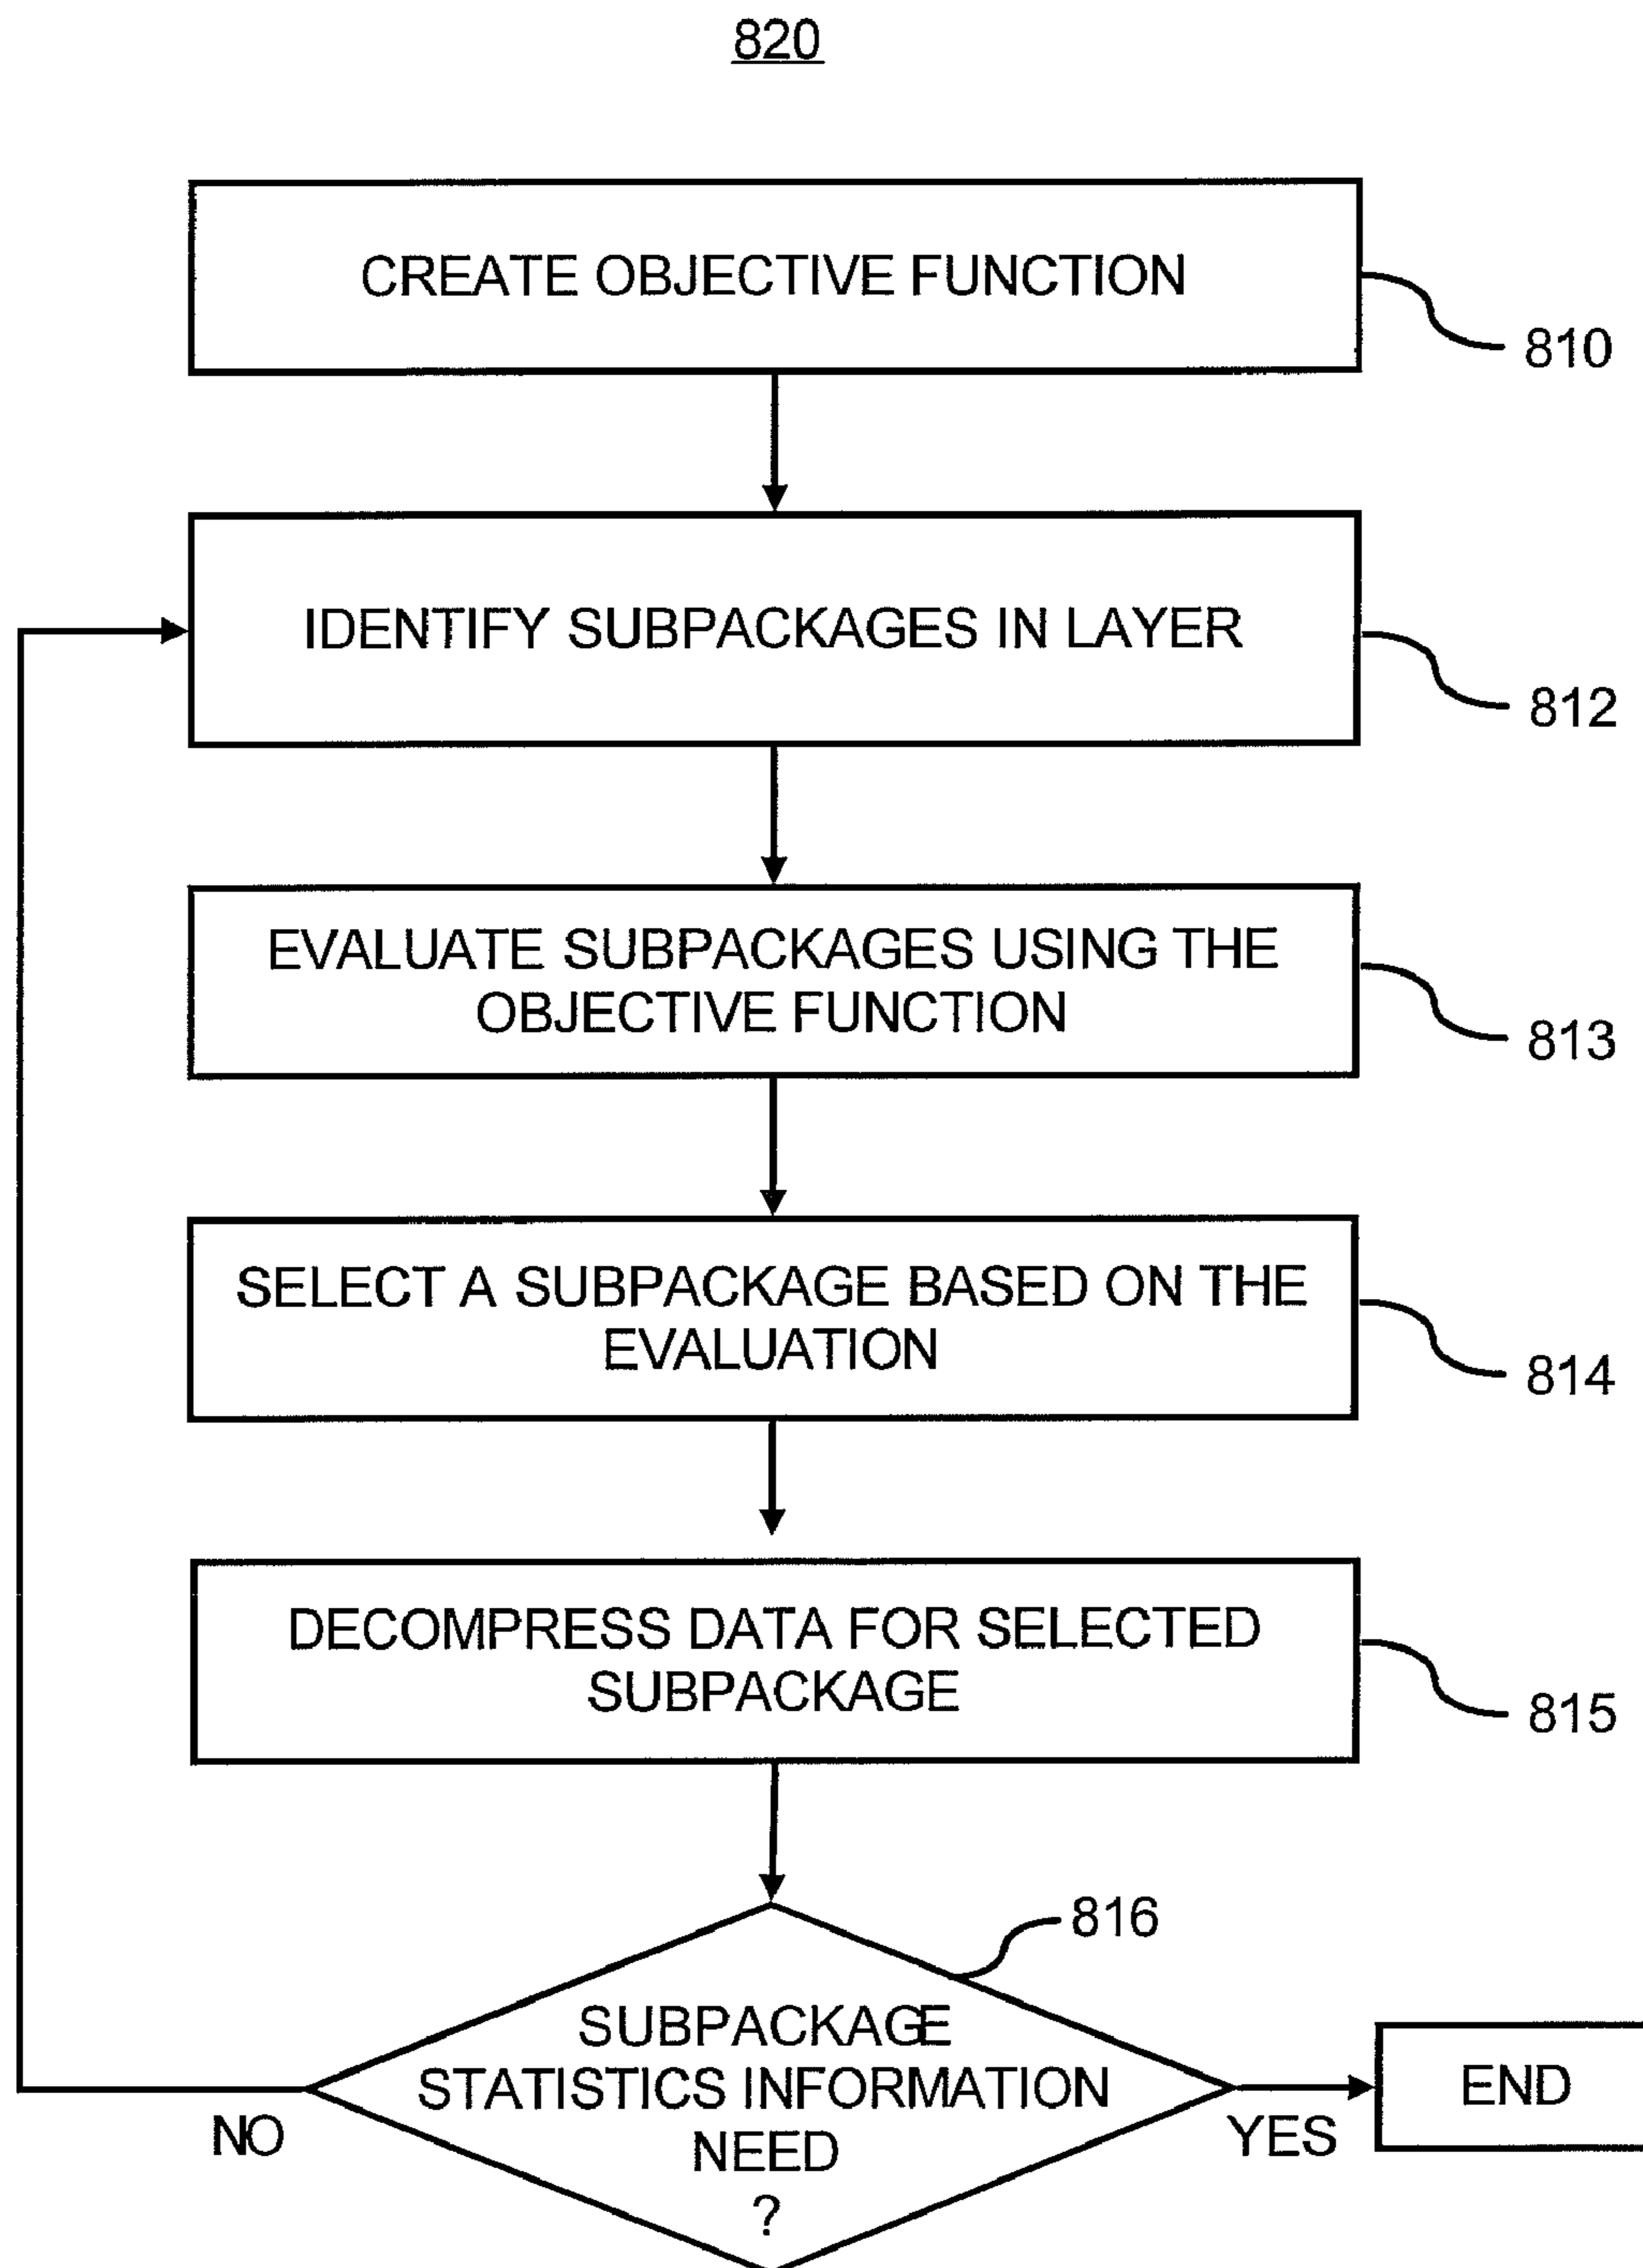 820
CREATE OBJECTIVE FUNCTION
810
IDENTIFY SUBPACKAGES IN LAYER
812
EVALUATE SUBPACKAGES USING THE
OBJECTIVE FUNCTION
813
SELECT A SUBPACKAGE BASED ON THE
EVALUATION
814
DECOMPRESS DATA FOR SELECTED
SUBPACKAGE
815
816
SUBPACKAGE
STATISTICS INFORMATION
NEED
?
NO
YES
END